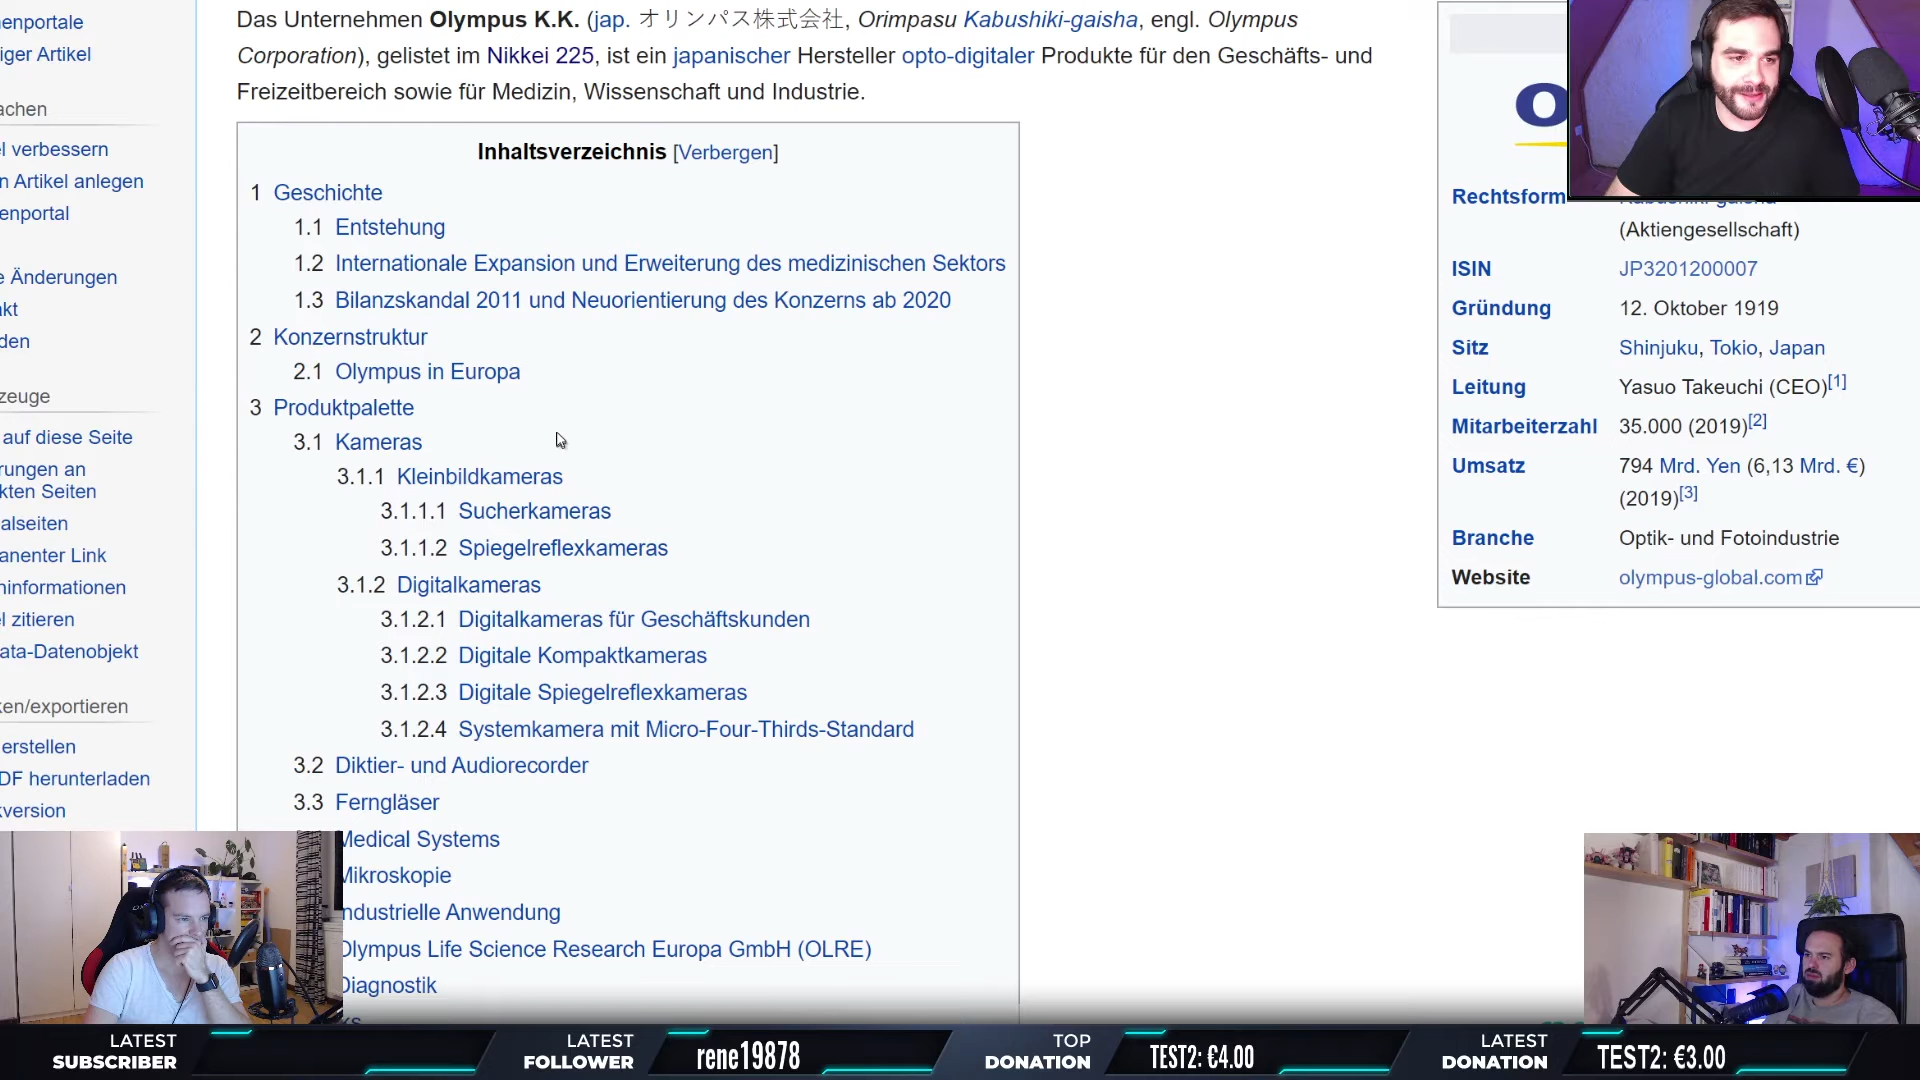 nenportale
iger Artikel
achen
el verbessern
n Artikel anlegen
enportal
e Änderungen
akt
den
zeuge
auf diese Seite
rungen an
kten Seiten
alseiten
anenter Link
ninformationen
el zitieren
ata-Datenobjekt
ken/exportieren
erstellen
DF herunterladen
kversion
Das Unternehmen Olympus K.K. (jap. オリンパス株式会社, Orimpasu Kabushiki-gaisha, engl. Olympus
Corporation), gelistet im Nikkei 225, ist ein japanischer Hersteller opto-digitaler Produkte für den Geschäfts- und
Freizeitbereich sowie für Medizin, Wissenschaft und Industrie.
Inhaltsverzeichnis [Verbergen]
1 Geschichte
1.1 Entstehung
1.2 Internationale Expansion und Erweiterung des medizinischen Sektors
1.3 Bilanzskandal 2011 und Neuorientierung des Konzerns ab 2020
2 Konzernstruktur
2.1 Olympus in Europa
3 Produktpalette
3.1 Kameras
3.1.1 Kleinbildkameras
3.1.1.1 Sucherkameras
3.1.1.2 Spiegelreflexkameras
3.1.2 Digitalkameras
3.1.2.1 Digitalkameras für Geschäftskunden
3.1.2.2 Digitale Kompaktkameras
3.1.2.3 Digitale Spiegelreflexkameras
3.1.2.4 Systemkamera mit Micro-Four-Thirds-Standard
3.2 Diktier- und Audiorecorder
3.3 Ferngläser
Medical Systems
Mikroskopie
ndustrielle Anwendung
Olympus Life Science Research Europa GmbH (OLRE)
Diagnostik
O
Rechtsform Kabushiki-gaisha
(Aktiengesellschaft)
ISIN JP3201200007
Gründung 12. Oktober 1919
Sitz Shinjuku, Tokio, Japan
Leitung Yasuo Takeuchi (CEO)[1]
Mitarbeiterzahl 35.000 (2019)[2]
Umsatz 794 Mrd. Yen (6,13 Mrd. €)
(2019)[3]
Branche Optik- und Fotoindustrie
Website olympus-global.com
LATEST
SUBSCRIBER
LATEST
FOLLOWER
rene19878
TOP
DONATION
TEST2: €4.00
LATEST
DONATION
TEST2: €3.00